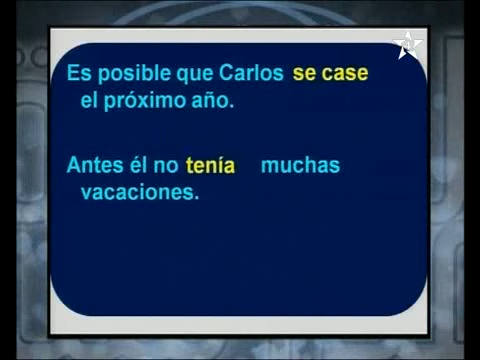 Es posible que Carlos se case
el próximo año.
Antes él no tenía muchas
vacaciones.